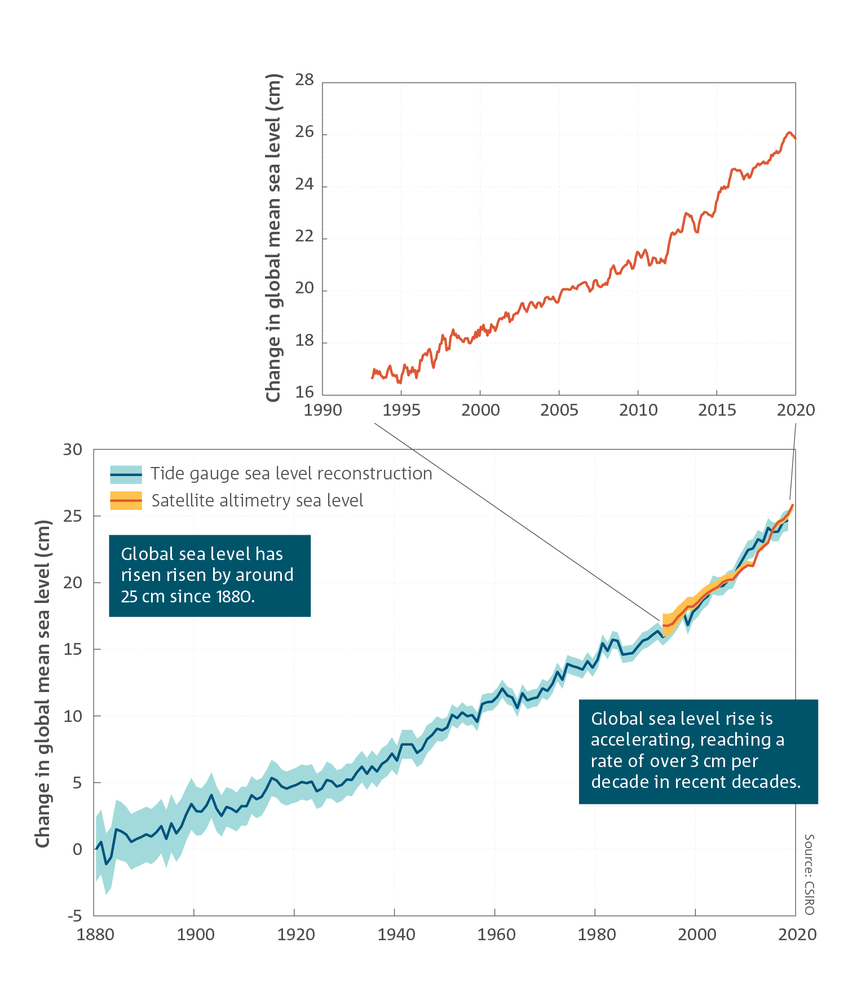 Change in global mean sea level (cm)
28
26
24
22
20
18
16
1990 1995 2000 2005 2010 2015 2020
Change in global mean sea level (cm)
30
25
20
15
10
5
0
-5
1880 1900 1920 1940 1960 1980 2000 2020
Tide gauge sea level reconstruction
Satellite altimetry sea level
Global sea level has
risen risen by around
25 cm since 1880.
Global sea level rise is
accelerating, reaching a
rate of over 3 cm per
decade in recent decades.
Source: CSIRO